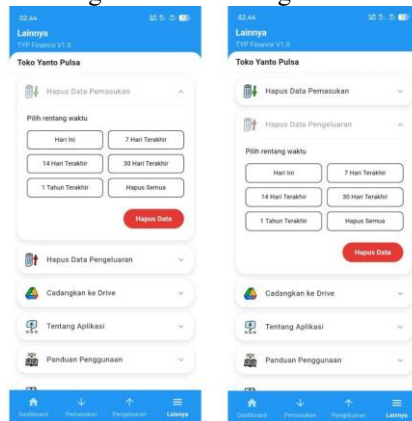 02.44
Lainnya
TYP Finance V1.0
Toko Yanto Pulsa
Hapus Data Pemasukan
Pilih rentang waktu
Hari Ini
7 Hari Terakhir
14 Hari Terakhir
30 Hari Terakhir
1 Tahun Terakhir
Hapus Semua
Hapus Data
Hapus Data Pengeluaran
Cadangkan ke Drive
Tentang Aplikasi
Panduan Penggunaan
Dashboard
Pemasukan
Pengeluaran
Lainnya
02.44
Lainnya
TYP Finance V1.0
Toko Yanto Pulsa
Hapus Data Pemasukan
Hapus Data Pengeluaran
Pilih rentang waktu
Hari Ini
7 Hari Terakhir
14 Hari Terakhir
30 Hari Terakhir
1 Tahun Terakhir
Hapus Semua
Hapus Data
Cadangkan ke Drive
Tentang Aplikasi
Panduan Penggunaan
Dashboard
Pemasukan
Pengeluaran
Lainnya